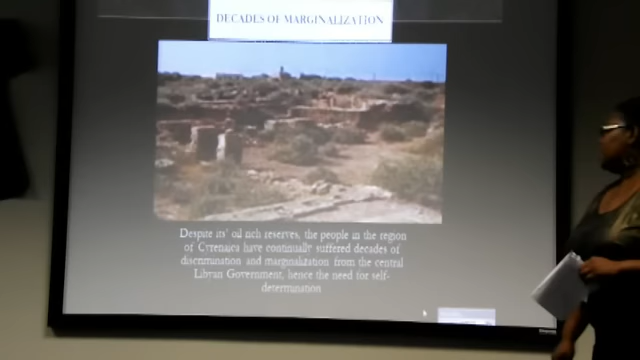 DECADES OF MARGINALIZATION
Despite its' oil rich reserves, the people in the region
of Cyrenaica have continually suffered decades of
discrimination and marginalization from the central
Libyan Government, hence the need for self-
determination